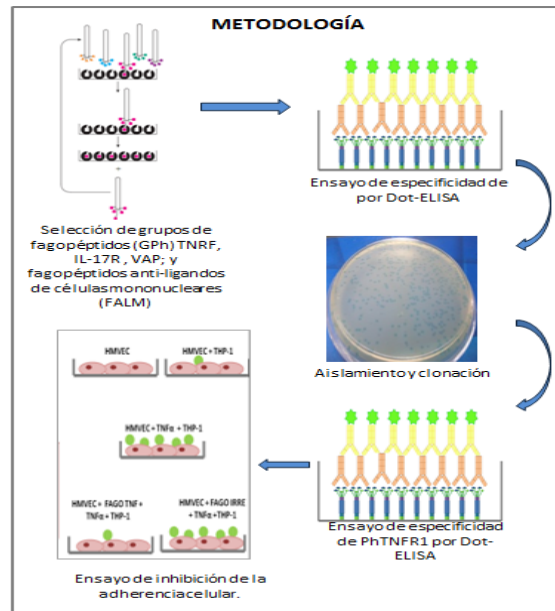 METODOLOGÍA
Selección de grupos de
fagopéptidos (GPh) TNRF,
IL-17R , VAP; y
fagopéptidos anti-ligandos
de células mononucleares
(FALM)
Ensayo de especificidad de
por Dot-ELISA
Aislamiento y clonación
Ensayo de especificidad
de PhTNFR1 por Dot-
ELISA
HMVEC
HMVEC + THP-1
HMVEC + TNFα + THP-1
HMVEC + FAGO TNF +
TNFα + THP-1
HMVEC + FAGO IRRE
+ TNFα + THP-1
Ensayo de inhibición de la
adherencia celular.